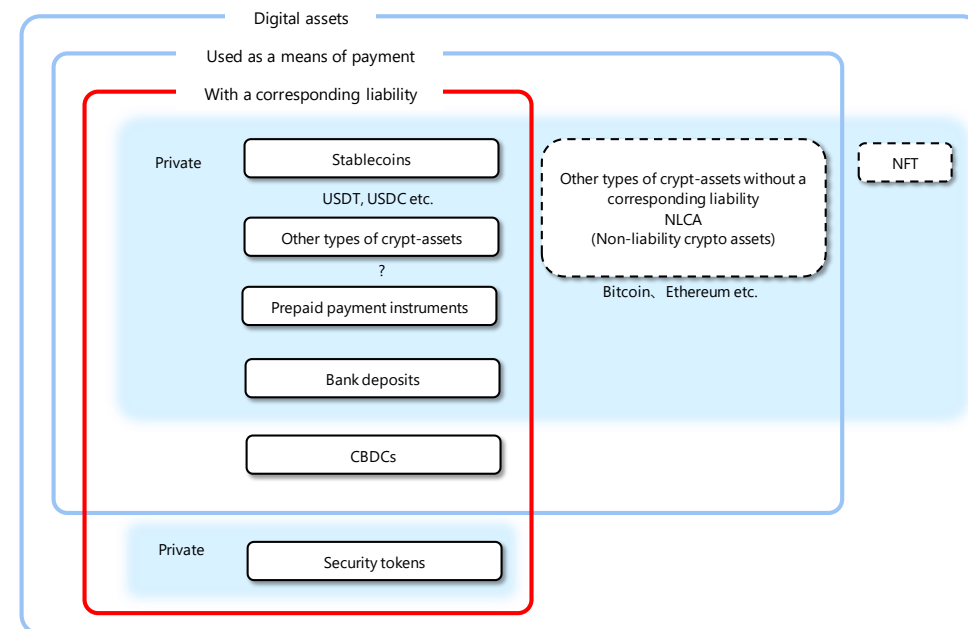 Digital assets
Used as a means of payment
With a corresponding liability
Private
Stablecoins
USDT, USDC etc.
Other types of crypt-assets
?
Prepaid payment instruments
Bank deposits
CBDCs
Other types of crypt-assets without a
corresponding liability
NLCA
(Non-liability crypto assets)
Bitcoin、Ethereum etc.
NFT
Private
Security tokens